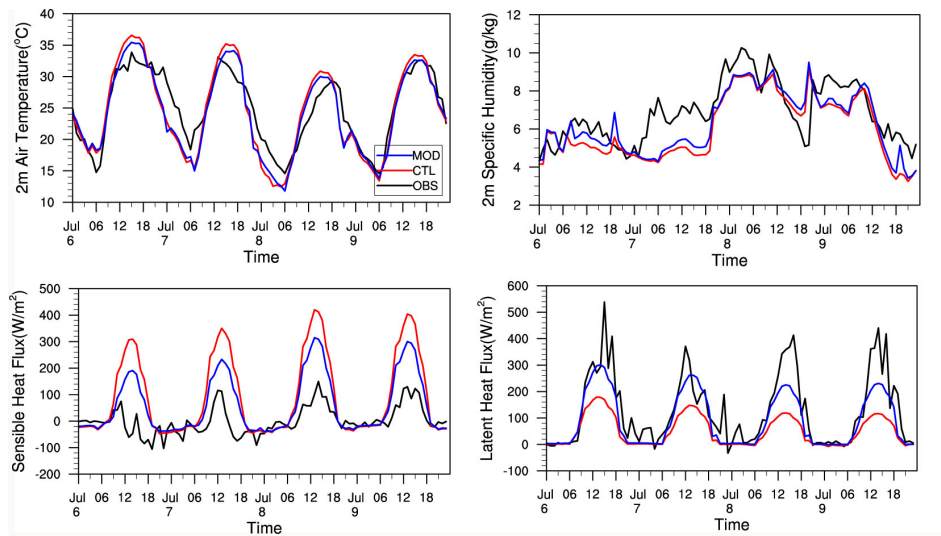 2m Air Temperature(°C)
40
35
30
25
20
15
10
Jul 06 12 18 Jul 06 12 18 Jul 06 12 18 Jul 06 12 18
6 7 8 9
Time
MOD
CTL
OBS
2m Specific Humidity(g/kg)
12
10
8
6
4
2
Jul 06 12 18 Jul 06 12 18 Jul 06 12 18 Jul 06 12 18
6 7 8 9
Time
Sensible Heat Flux(W/m²)
500
400
300
200
100
0
-100
-200
Jul 06 12 18 Jul 06 12 18 Jul 06 12 18 Jul 06 12 18
6 7 8 9
Time
Latent Heat Flux(W/m²)
600
500
400
300
200
100
0
-100
Jul 06 12 18 Jul 06 12 18 Jul 06 12 18 Jul 06 12 18
6 7 8 9
Time